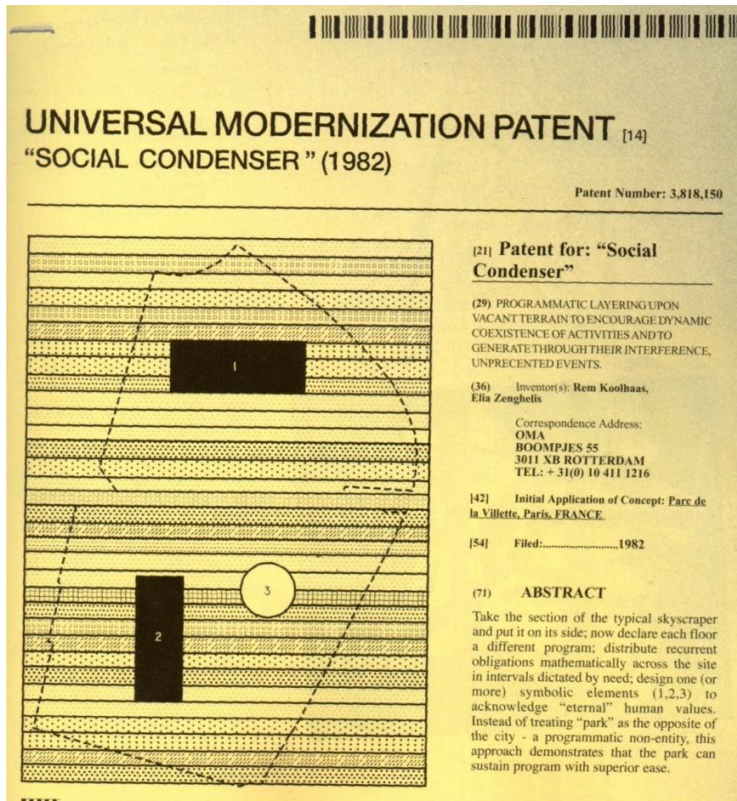 UNIVERSAL MODERNIZATION PATENT [14]
“SOCIAL CONDENSER” (1982)
Patent Number: 3,818,150
1
2
3
[21] Patent for: “Social
Condenser”
(29) PROGRAMMATIC LAYERING UPON
VACANT TERRAIN TO ENCOURAGE DYNAMIC
COEXISTENCE OF ACTIVITIES AND TO
GENERATE THROUGH THEIR INTERFERENCE,
UNPRECENTED EVENTS.
(36) Inventor(s): Rem Koolhaas,
Elia Zenghelis
Correspondence Address:
OMA
BOOMPJES 55
3011 XB ROTTERDAM
TEL: + 31(0) 10 411 1216
[42] Initial Application of Concept: Parc de
la Villette, Paris, FRANCE
[54] Filed:.........................1982
(71) ABSTRACT
Take the section of the typical skyscraper
and put it on its side; now declare each floor
a different program; distribute recurrent
obligations mathematically across the site
in intervals dictated by need; design one (or
more) symbolic elements (1,2,3) to
acknowledge “eternal” human values.
Instead of treating “park” as the opposite of
the city - a programmatic non-entity, this
approach demonstrates that the park can
sustain program with superior ease.